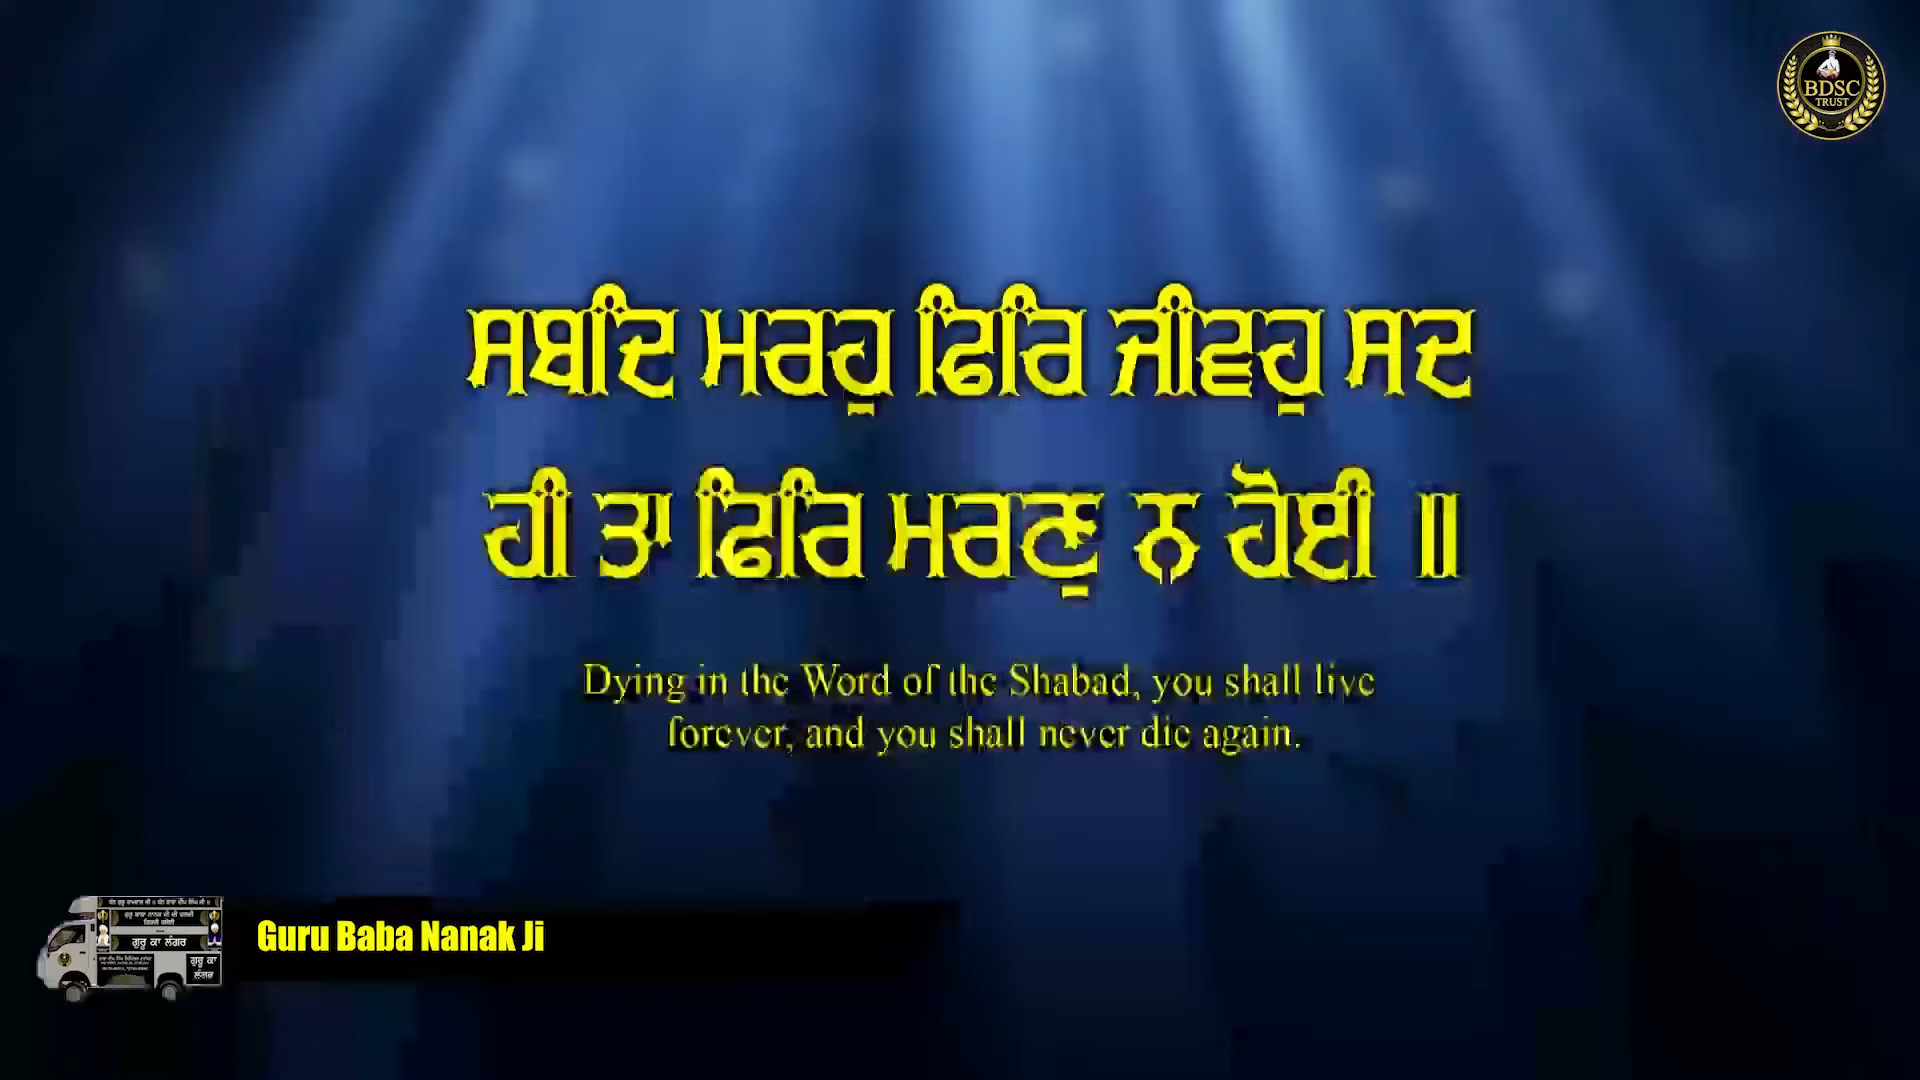 BDSC
TRUST
ਸਬਦਿ ਮਰਹੁ ਫਿਰਿ ਜੀਵਹੁ ਸਦ
ਹੀ ਤਾ ਫਿਰਿ ਮਰਣੁ ਨ ਹੋਈ ॥
Dying in the Word of the Shabad, you shall live
forever, and you shall never die again.
ਗੁਰੂ ਕਾ ਲੰਗਰ
ਗੁਰੂ ਕਾ
ਲੰਗਰ
Guru Baba Nanak Ji